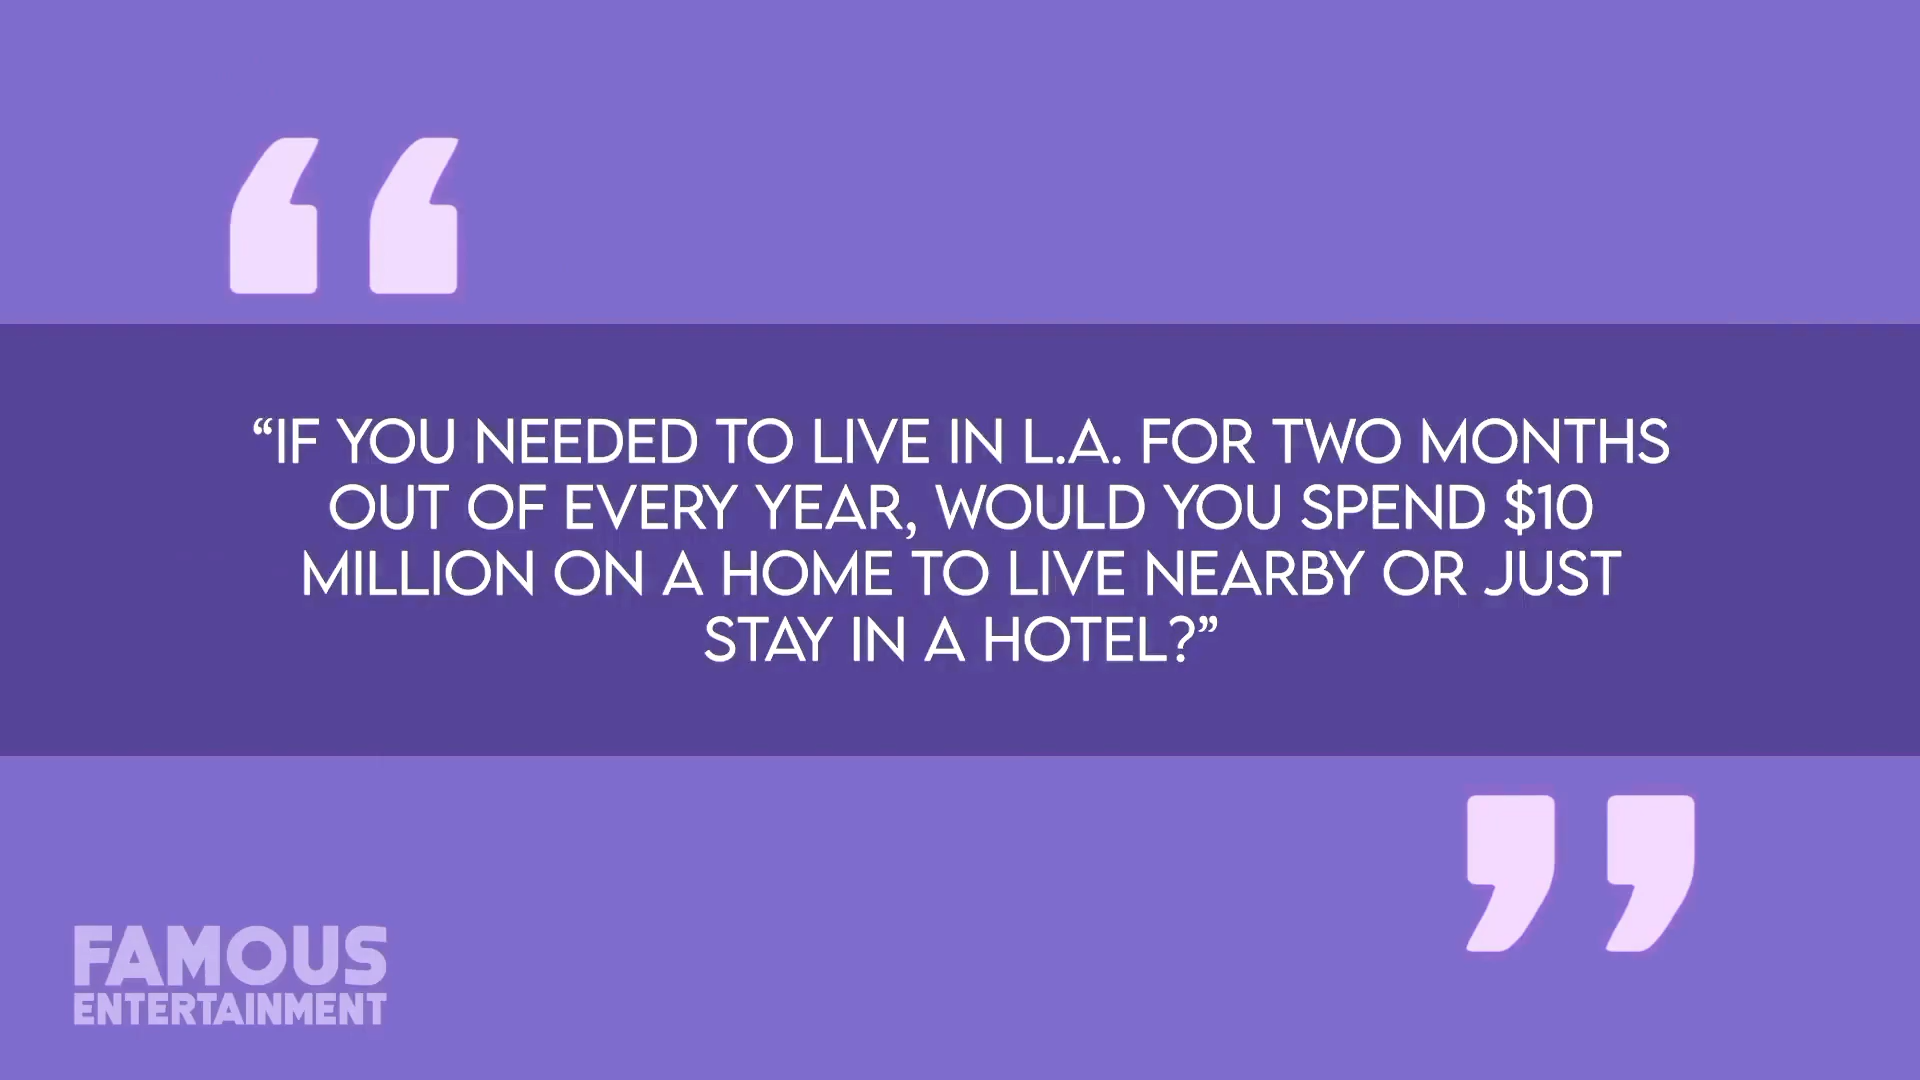 “IF YOU NEEDED TO LIVE IN L.A. FOR TWO MONTHS
OUT OF EVERY YEAR, WOULD YOU SPEND $10
MILLION ON A HOME TO LIVE NEARBY OR JUST
STAY IN A HOTEL?”
FAMOUS
ENTERTAINMENT